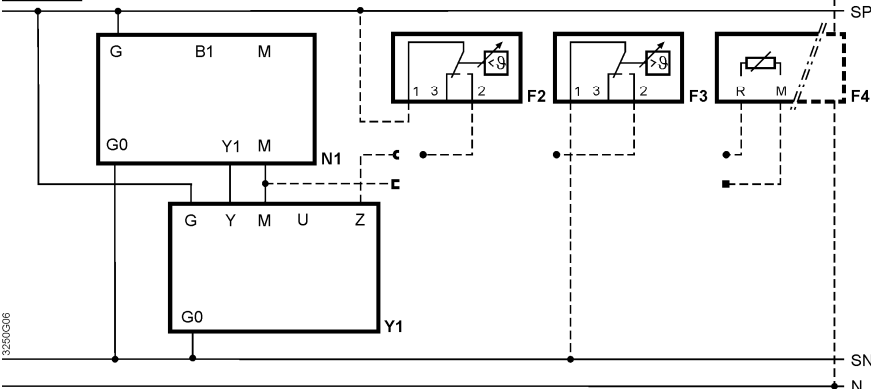 SP
G B1 M
<ϑ
>ϑ
1 3 2
F2
1 3 2
F3
R M
F4
G0 Y1 M
N1
G Y M U Z
G0
Y1
3250G06
SN
N